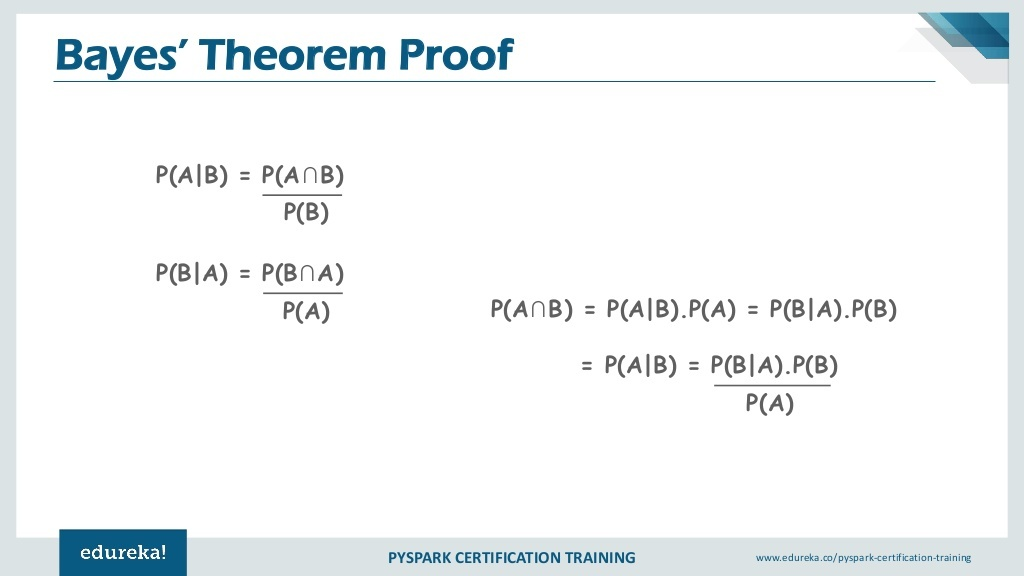 Bayes’ Theorem Proof
P(A|B) = P(A∩B)
P(B)
P(B|A) = P(B∩A)
P(A)
P(A∩B) = P(A|B).P(A) = P(B|A).P(B)
= P(A|B) = P(B|A).P(B)
P(A)
edureka!
PYSPARK CERTIFICATION TRAINING
www.edureka.co/pyspark-certification-training